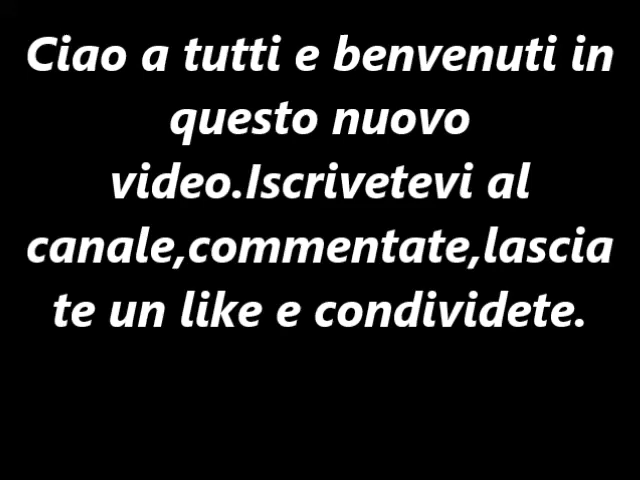 Ciao a tutti e benvenuti in
questo nuovo
video.Iscrivetevi al
canale,commentate,lascia
te un like e condividete.